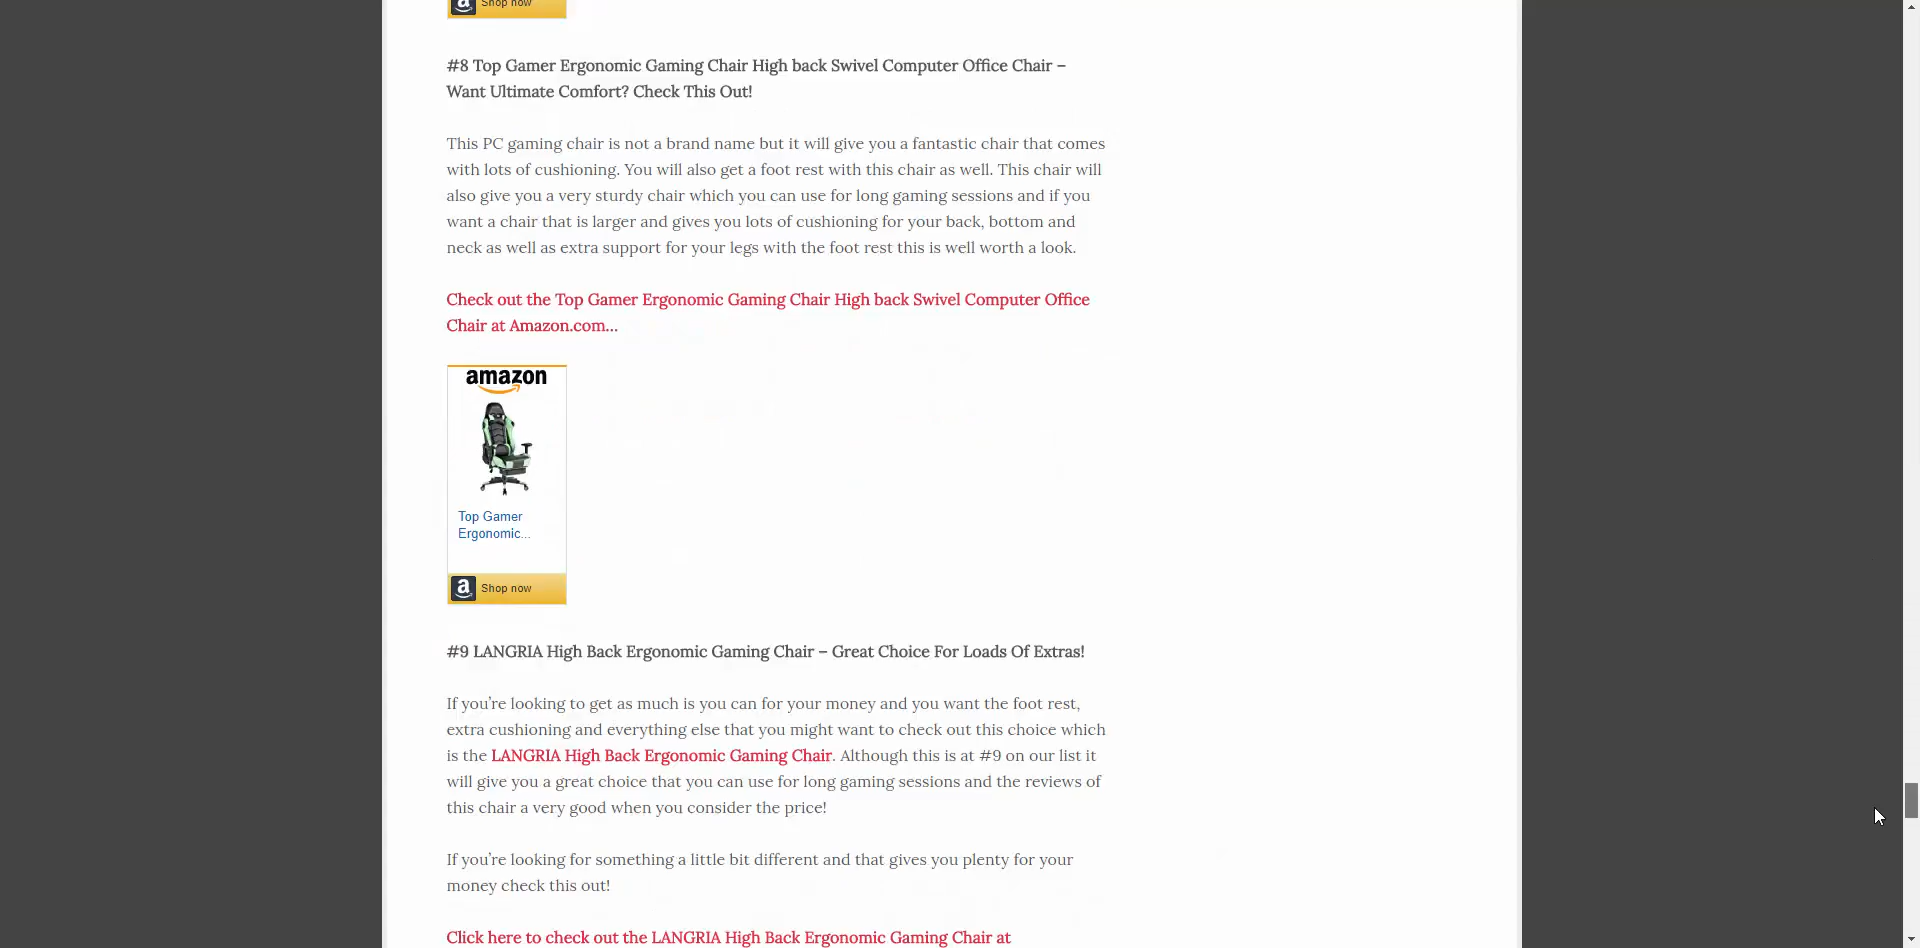 Shop now
#8 Top Gamer Ergonomic Gaming Chair High back Swivel Computer Office Chair –
Want Ultimate Comfort? Check This Out!
This PC gaming chair is not a brand name but it will give you a fantastic chair that comes
with lots of cushioning. You will also get a foot rest with this chair as well. This chair will
also give you a very sturdy chair which you can use for long gaming sessions and if you
want a chair that is larger and gives you lots of cushioning for your back, bottom and
neck as well as extra support for your legs with the foot rest this is well worth a look.
Check out the Top Gamer Ergonomic Gaming Chair High back Swivel Computer Office
Chair at Amazon.com…
amazon
Top Gamer
Ergonomic...
a Shop now
#9 LANGRIA High Back Ergonomic Gaming Chair – Great Choice For Loads Of Extras!
If you’re looking to get as much is you can for your money and you want the foot rest,
extra cushioning and everything else that you might want to check out this choice which
is the LANGRIA High Back Ergonomic Gaming Chair. Although this is at #9 on our list it
will give you a great choice that you can use for long gaming sessions and the reviews of
this chair a very good when you consider the price!
If you’re looking for something a little bit different and that gives you plenty for your
money check this out!
Click here to check out the LANGRIA High Back Ergonomic Gaming Chair at